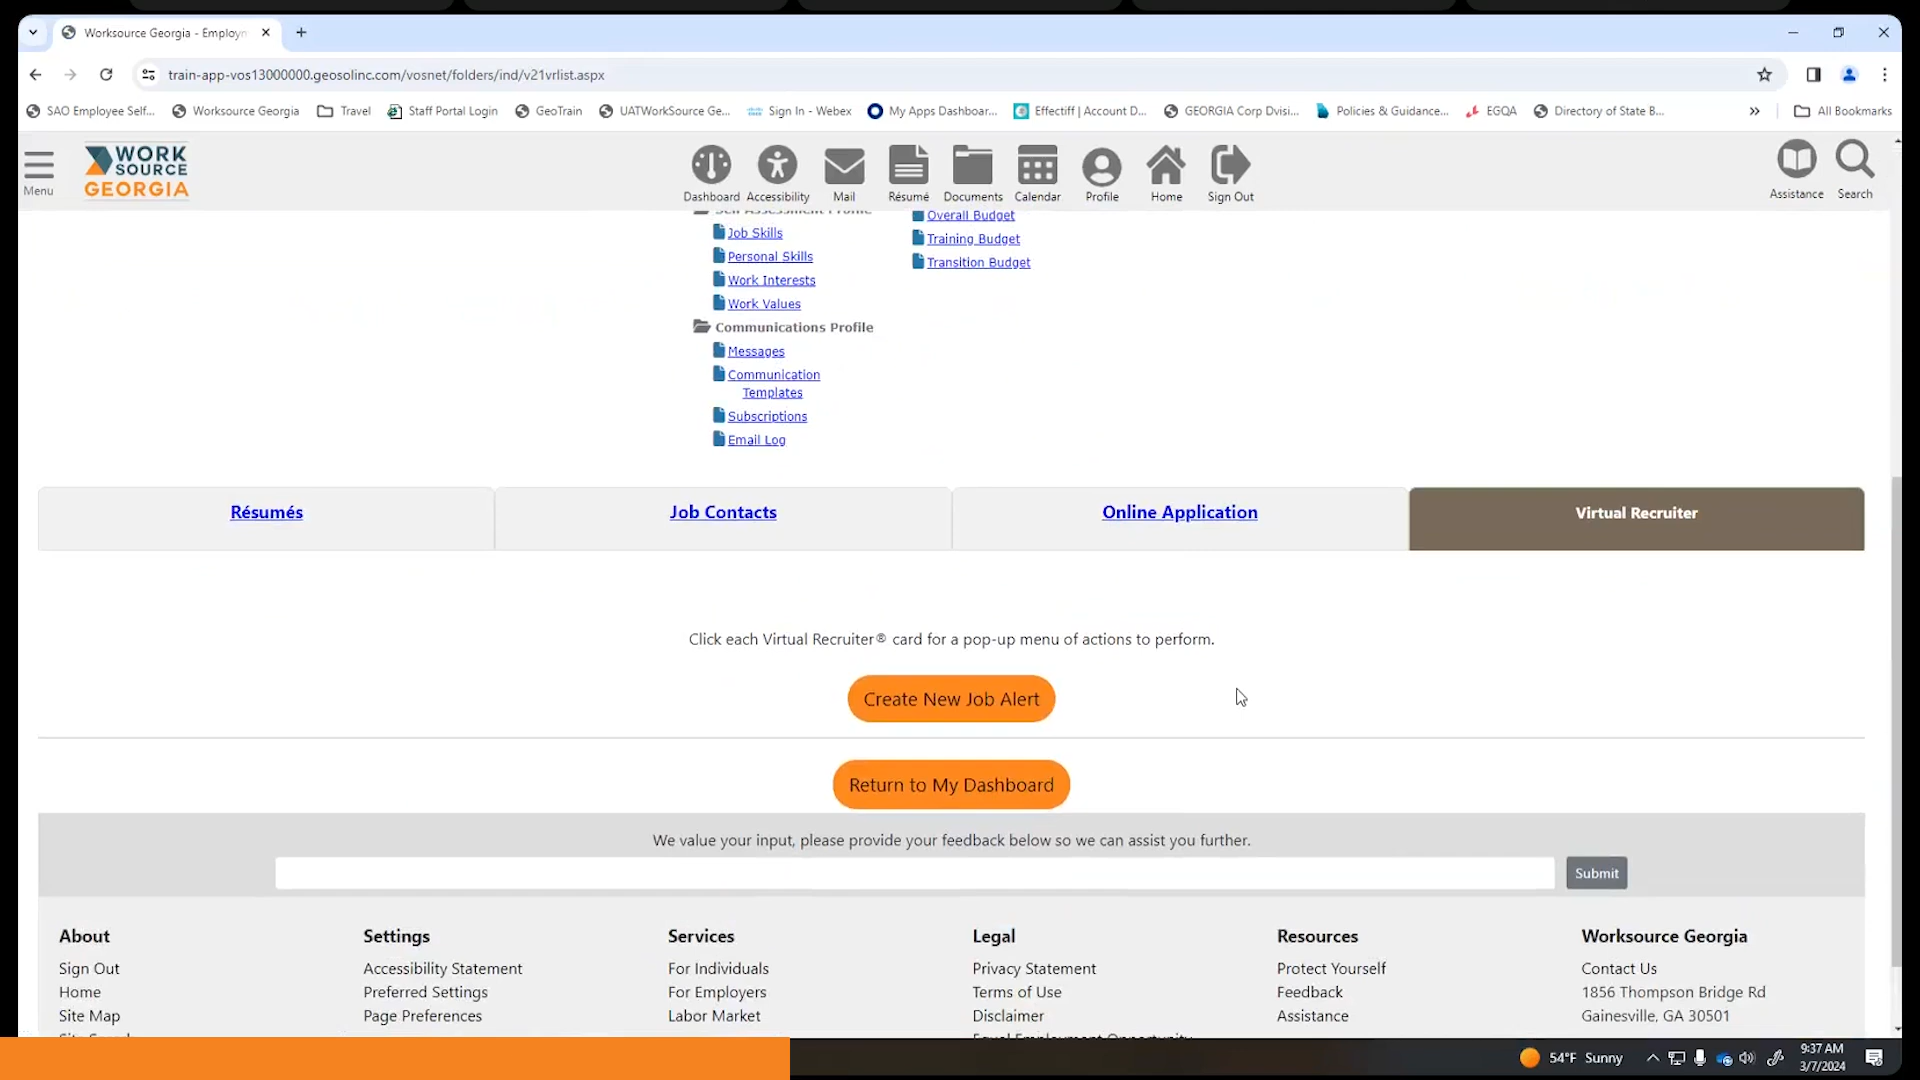 Worksource Georgia - Employn
train-app-vos13000000.geosolinc.com/vosnet/folders/ind/v21vrlist.aspx
SAO Employee Self...
Worksource Georgia
Travel
Staff Portal Login
GeoTrain
UATWorkSource Ge...
Sign In - Webex
My Apps Dashboar...
Effectiff | Account D...
GEORGIA Corp Dvisi...
Policies & Guidance...
EGQA
Directory of State B...
All Bookmarks
Menu
WORK
SOURCE
GEORGIA
Dashboard
Accessibility
Mail
Résumé
Documents
Calendar
Profile
Home
Sign Out
Assistance
Search
Self Assessment Profile
Job Skills
Personal Skills
Work Interests
Work Values
Communications Profile
Messages
Communication
Templates
Subscriptions
Email Log
Overall Budget
Training Budget
Transition Budget
Résumés
Job Contacts
Online Application
Virtual Recruiter
Click each Virtual Recruiter® card for a pop-up menu of actions to perform.
Create New Job Alert
Return to My Dashboard
We value your input, please provide your feedback below so we can assist you further.
Submit
About
Sign Out
Home
Site Map
Settings
Accessibility Statement
Preferred Settings
Page Preferences
Services
For Individuals
For Employers
Labor Market
Legal
Privacy Statement
Terms of Use
Disclaimer
Equal Employment Opportunity
Resources
Protect Yourself
Feedback
Assistance
Worksource Georgia
Contact Us
1856 Thompson Bridge Rd
Gainesville, GA 30501
54°F Sunny
9:37 AM
3/7/2024